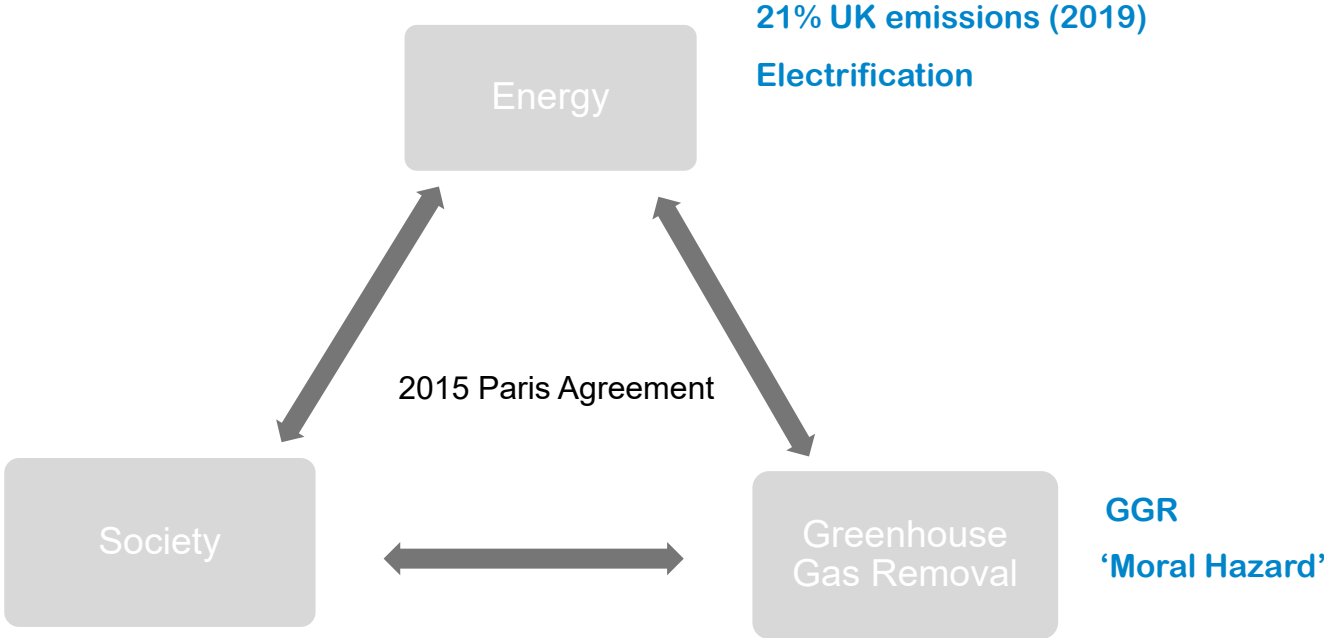 21% UK emissions (2019)
Electrification
Energy
2015 Paris Agreement
Society
Greenhouse
Gas Removal
GGR
‘Moral Hazard’